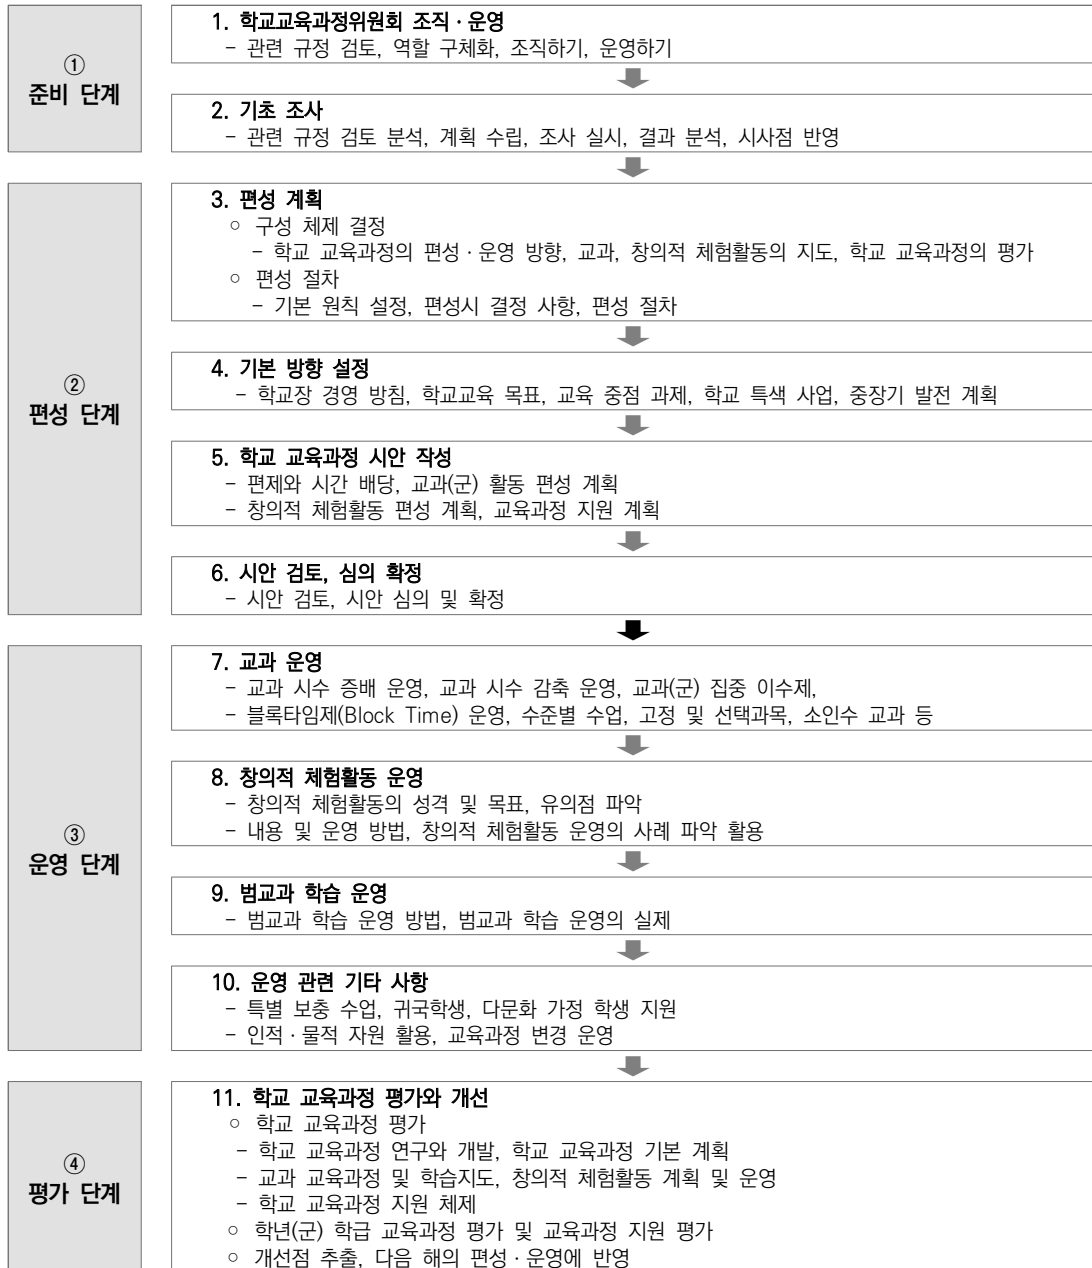 ①
준비 단계
1. 학교교육과정위원회 조직·운영
- 관련 규정 검토, 역할 구체화, 조직하기, 운영하기
2. 기초 조사
- 관련 규정 검토 분석, 계획 수립, 조사 실시, 결과 분석, 시사점 반영
②
편성 단계
3. 편성 계획
○ 구성 체제 결정
- 학교 교육과정의 편성·운영 방향, 교과, 창의적 체험활동의 지도, 학교 교육과정의 평가
○ 편성 절차
- 기본 원칙 설정, 편성시 결정 사항, 편성 절차
4. 기본 방향 설정
- 학교장 경영 방침, 학교교육 목표, 교육 중점 과제, 학교 특색 사업, 중장기 발전 계획
5. 학교 교육과정 시안 작성
- 편제와 시간 배당, 교과(군) 활동 편성 계획
- 창의적 체험활동 편성 계획, 교육과정 지원 계획
6. 시안 검토, 심의 확정
- 시안 검토, 시안 심의 및 확정
③
운영 단계
7. 교과 운영
- 교과 시수 증배 운영, 교과 시수 감축 운영, 교과(군) 집중 이수제,
- 블록타임제(Block Time) 운영, 수준별 수업, 고정 및 선택과목, 소인수 교과 등
8. 창의적 체험활동 운영
- 창의적 체험활동의 성격 및 목표, 유의점 파악
- 내용 및 운영 방법, 창의적 체험활동 운영의 사례 파악 활용
9. 범교과 학습 운영
- 범교과 학습 운영 방법, 범교과 학습 운영의 실제
10. 운영 관련 기타 사항
- 특별 보충 수업, 귀국학생, 다문화 가정 학생 지원
- 인적·물적 자원 활용, 교육과정 변경 운영
④
평가 단계
11. 학교 교육과정 평가와 개선
○ 학교 교육과정 평가
- 학교 교육과정 연구와 개발, 학교 교육과정 기본 계획
- 교과 교육과정 및 학습지도, 창의적 체험활동 계획 및 운영
- 학교 교육과정 지원 체제
○ 학년(군) 학급 교육과정 평가 및 교육과정 지원 평가
○ 개선점 추출, 다음 해의 편성·운영에 반영